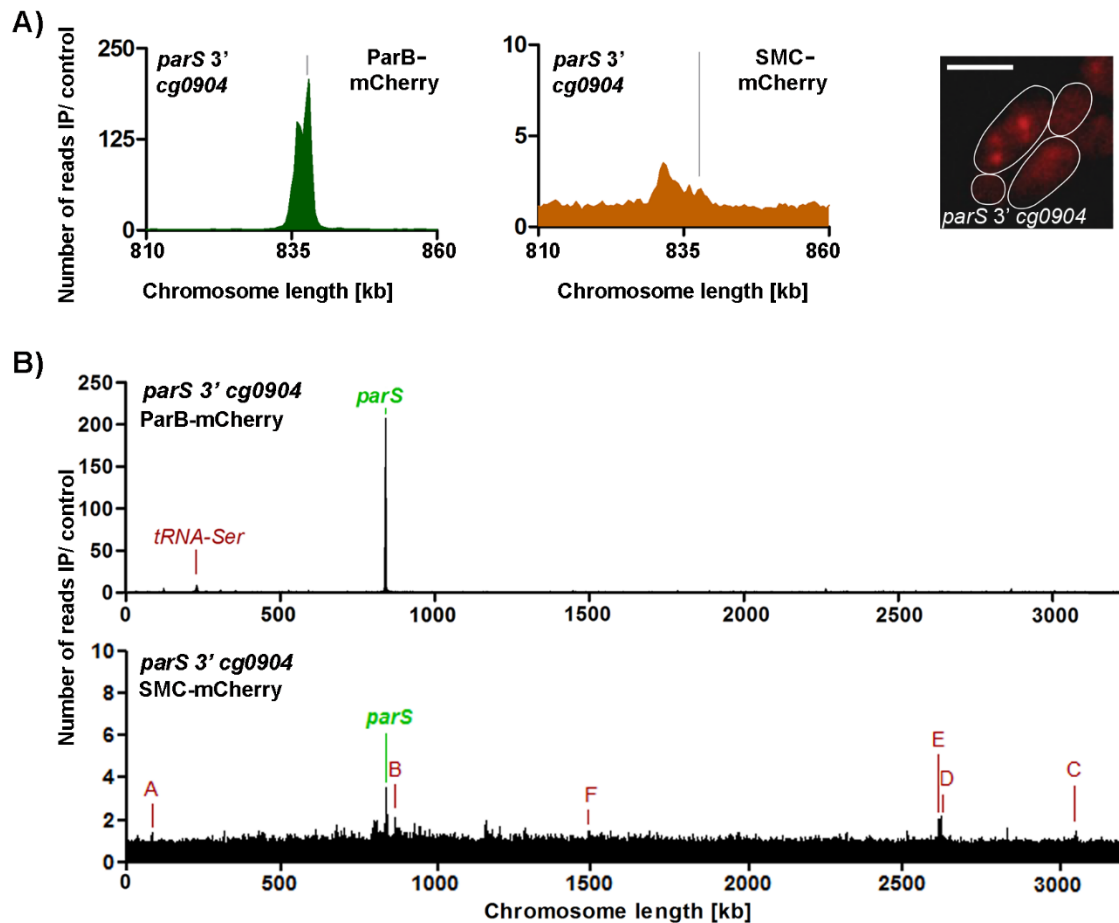 A)
Number of reads IP/ control
250
125
0
parS 3'
cg0904
ParB-
mCherry
810
835
860
Chromosome length [kb]
10
5
0
parS 3'
cg0904
SMC-
mCherry
810
835
860
Chromosome length [kb]
parS 3' cg0904
B)
Number of reads IP/ control
250
200
150
100
50
0
parS 3' cg0904
ParB-mCherry
parS
tRNA-Ser
0
500
1000
1500
2000
2500
3000
10
8
6
4
2
0
parS 3' cg0904
SMC-mCherry
parS
A
B
F
E
D
C
0
500
1000
1500
2000
2500
3000
Chromosome length [kb]